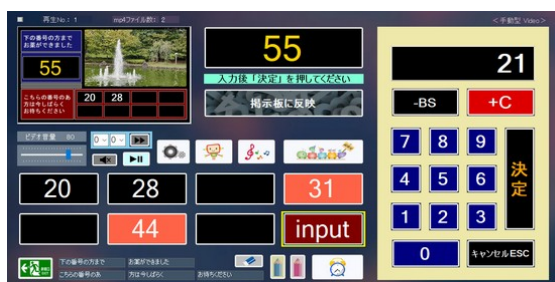 再生No.: 1
mp4ファイル数: 2
<手動型 Video>
下の番号の方まで
お薬ができました
55
こちらの番号のあ
方は今しばらく
お待ちください
20 28
55
入力後「決定」を押してください
掲示板に反映
21
-BS
+C
7 8 9
4 5 6
1 2 3
決定
0
キャンセルESC
ビデオ音量 80
0 0
20
28
31
44
input
下の番号の方まで
お薬ができました
こちらの番号のあ
方は今しばらく
お待ちください